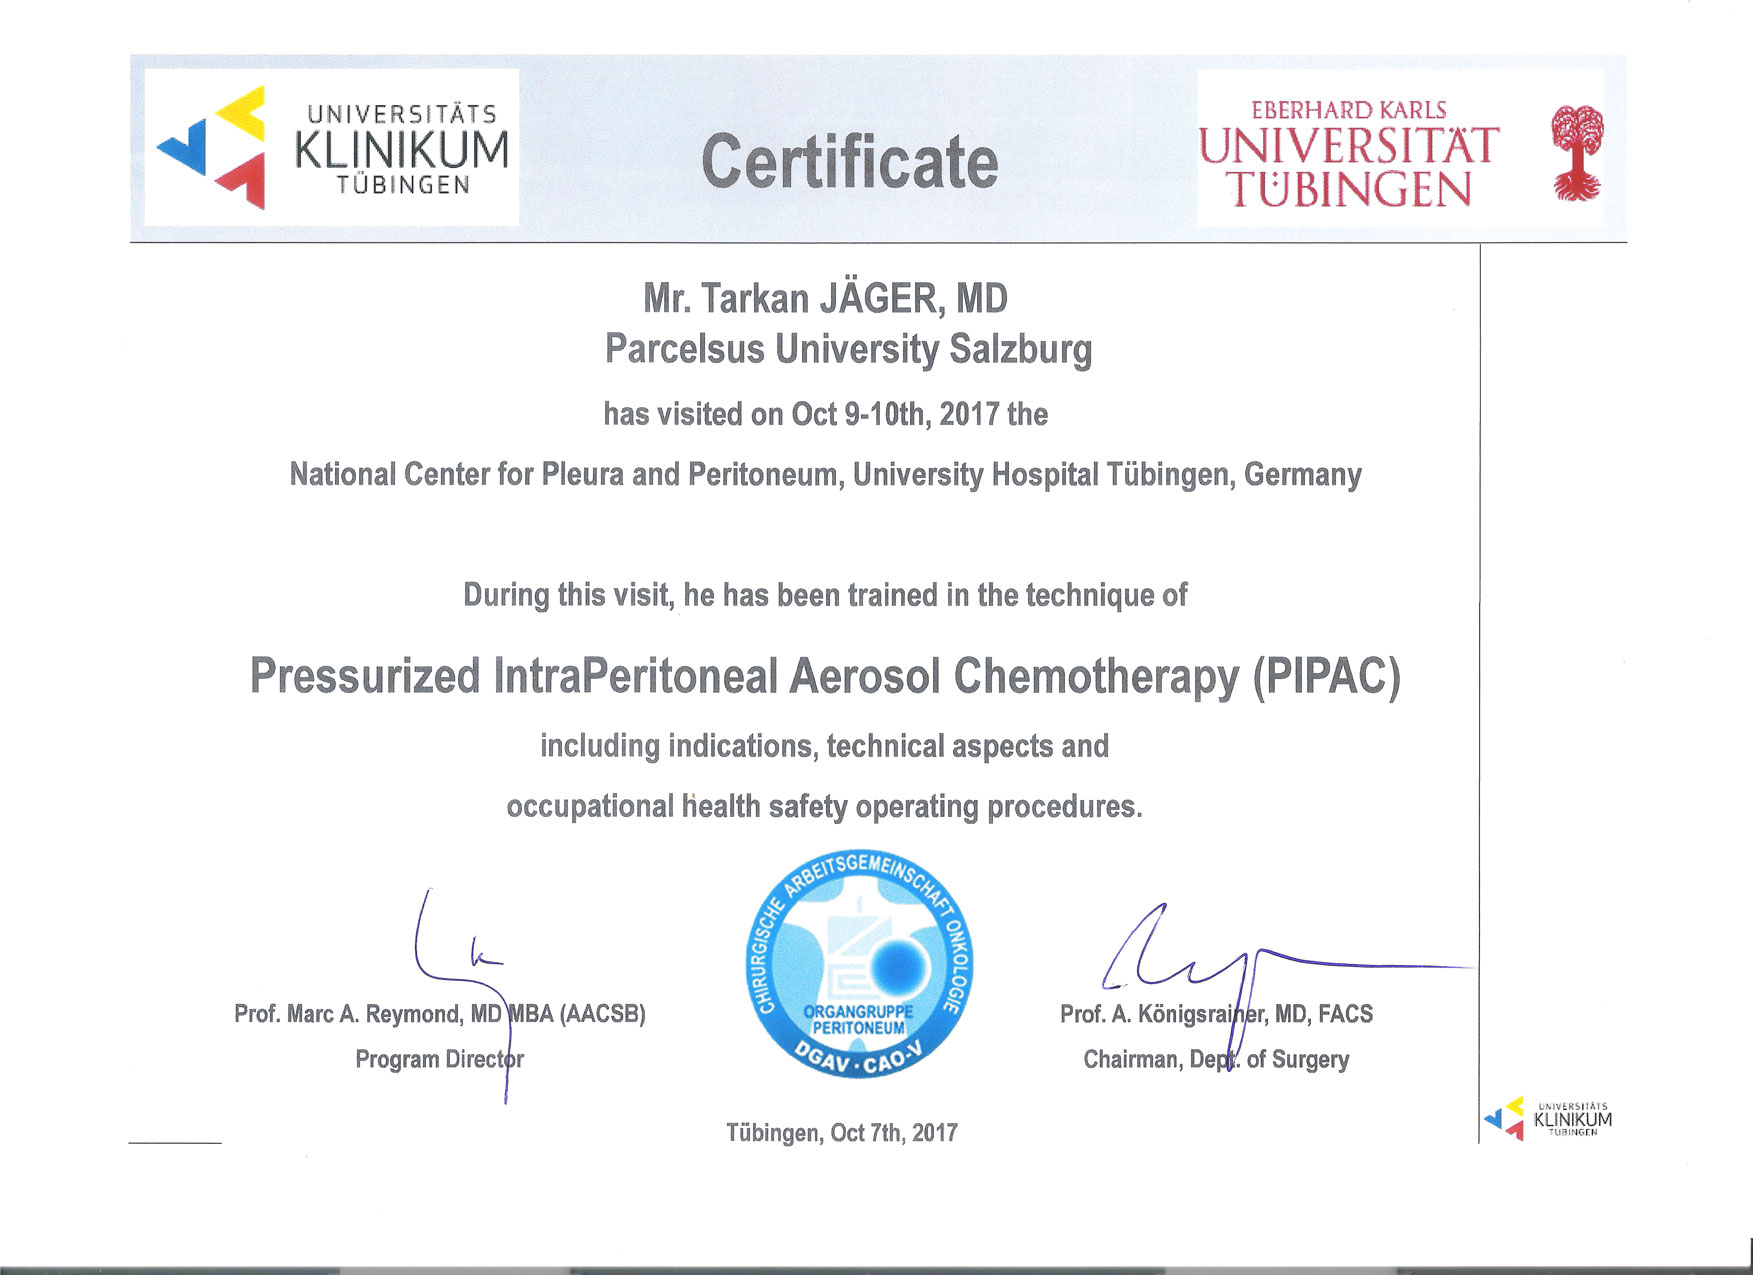 UNIVERSITÄTS
KLINIKUM
TÜBINGEN
Certificate
EBERHARD KARLS
UNIVERSITÄT
TÜBINGEN
Mr. Tarkan JÄGER, MD
Parcelsus University Salzburg
has visited on Oct 9-10th, 2017 the
National Center for Pleura and Peritoneum, University Hospital Tübingen, Germany
During this visit, he has been trained in the technique of
Pressurized IntraPeritoneal Aerosol Chemotherapy (PIPAC)
including indications, technical aspects and
occupational health safety operating procedures.
CHIRURGISCHE ARBEITSGEMEINSCHAFT ONKOLOGIE
ORGANGRUPPE
PERITONEUM
DGAV · CAO-V
Prof. Marc A. Reymond, MD MBA (AACSB)
Program Director
Prof. A. Königsrainer, MD, FACS
Chairman, Dept. of Surgery
Tübingen, Oct 7th, 2017
UNIVERSITÄTS
KLINIKUM
TÜBINGEN